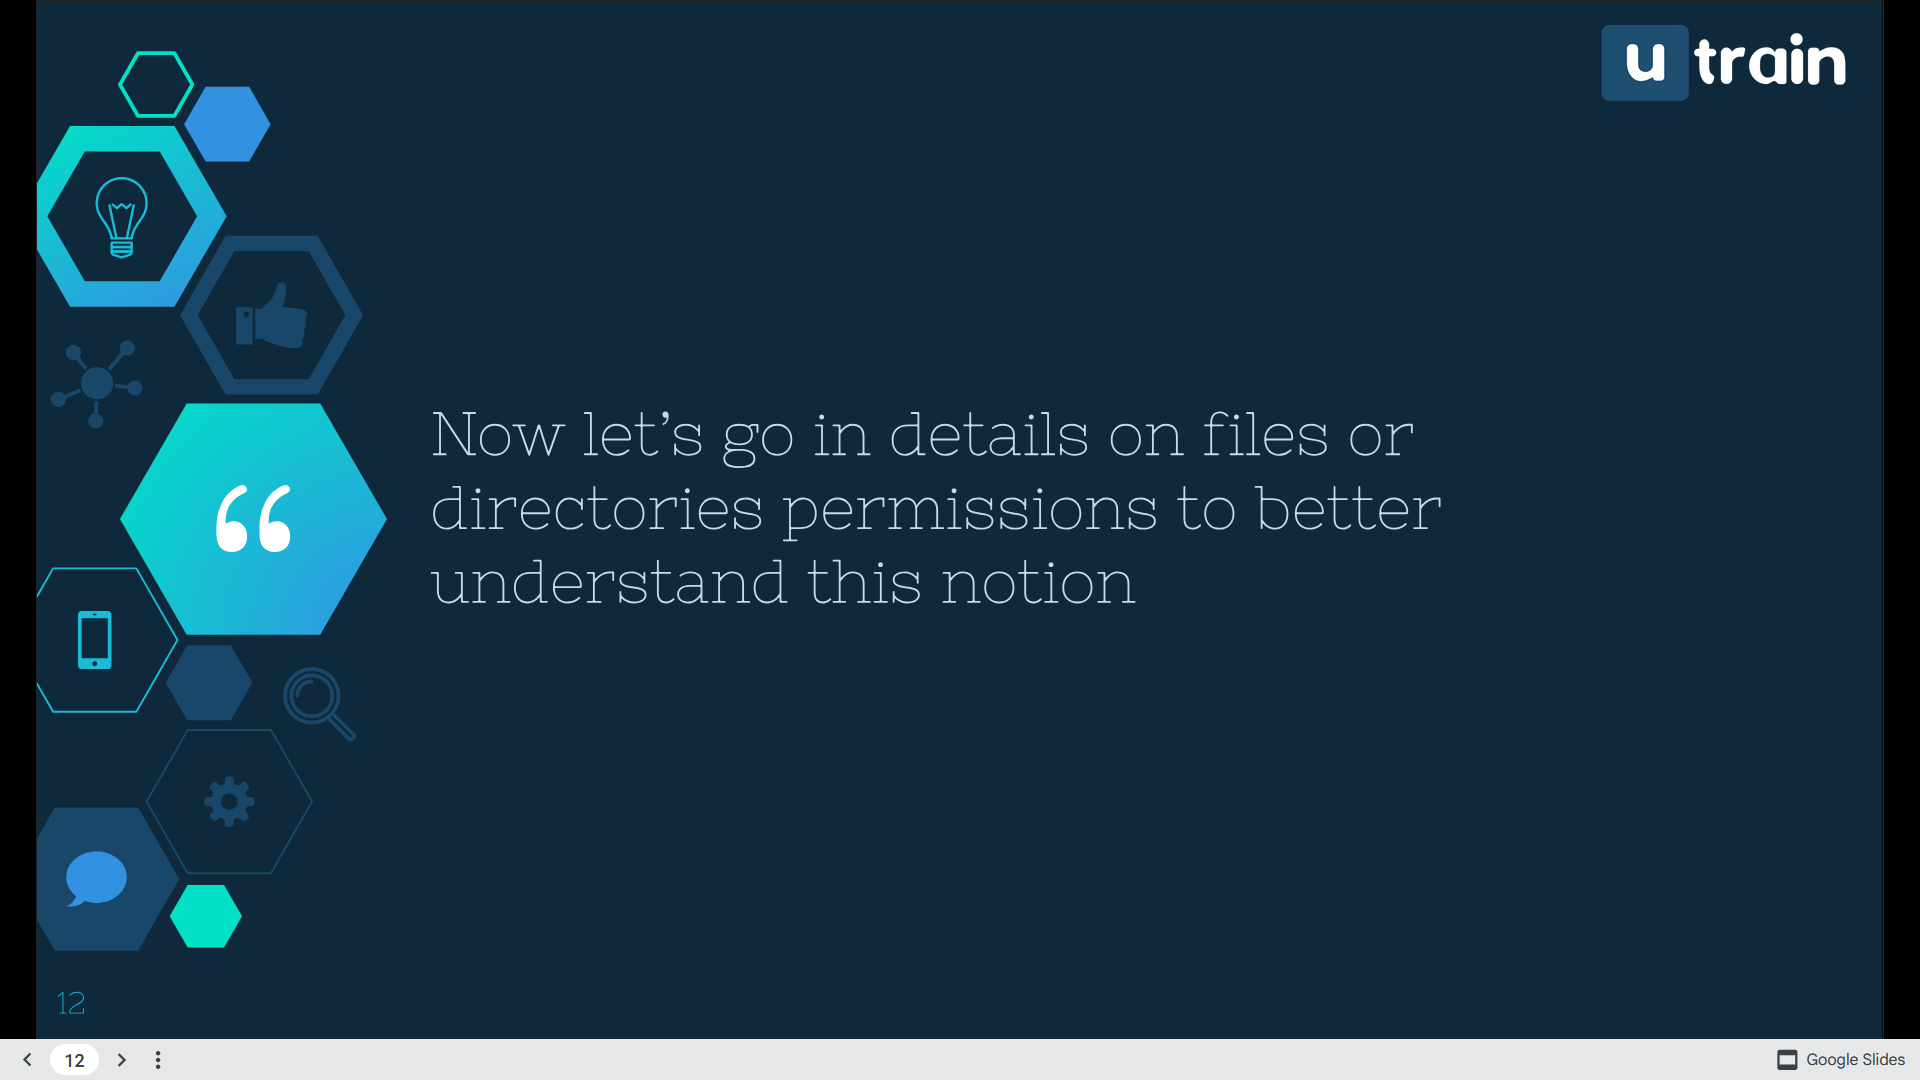 u train
“
Now let’s go in details on files or
directories permissions to better
understand this notion
12
12
Google Slides